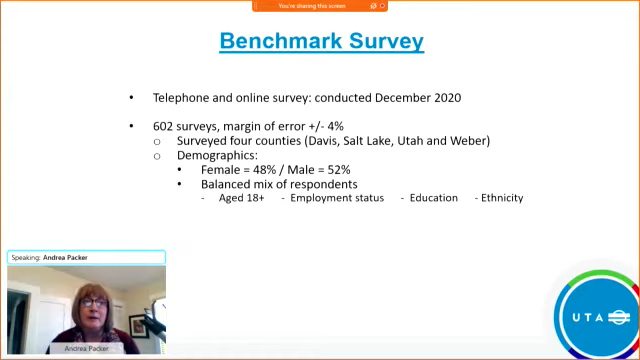 You're sharing this screen
Benchmark Survey
• Telephone and online survey: conducted December 2020
• 602 surveys, margin of error +/- 4%
o Surveyed four counties (Davis, Salt Lake, Utah and Weber)
o Demographics:
• Female = 48% / Male = 52%
• Balanced mix of respondents
- Aged 18+ - Employment status - Education - Ethnicity
Speaking: Andrea Packer
UTA
Andrea Packer